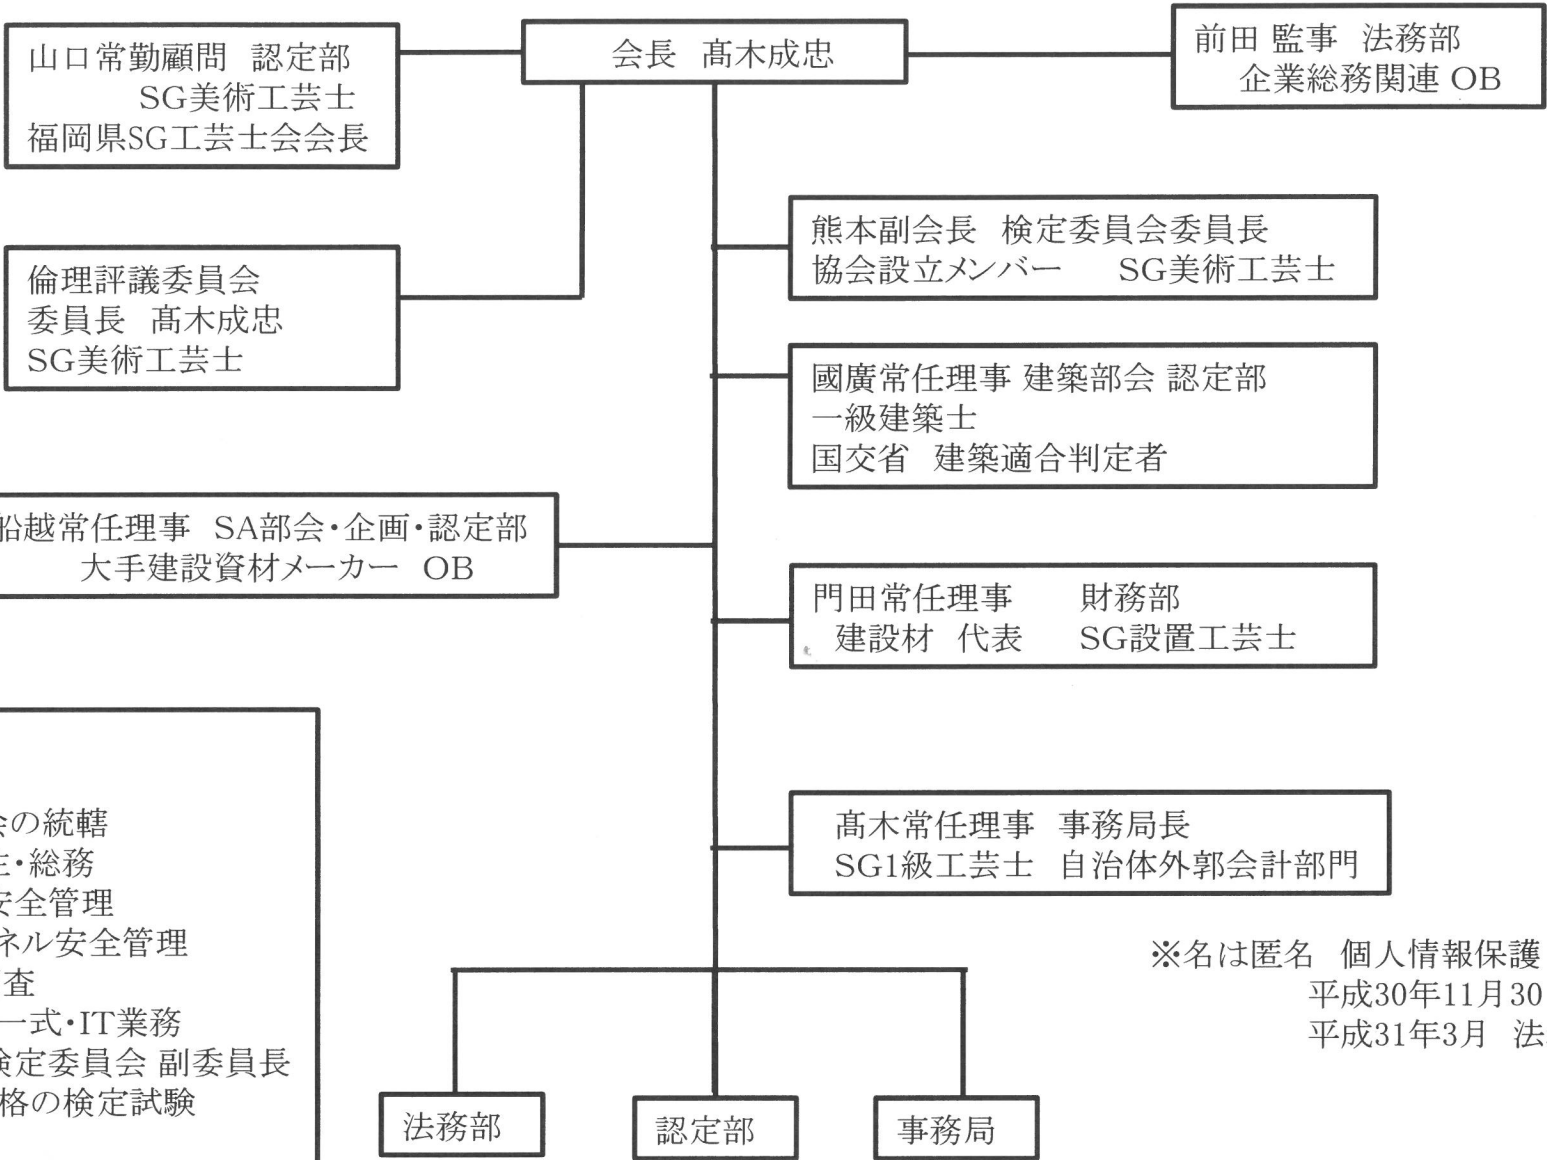 会長 髙木成忠
山口常勤顧問 認定部
SG美術工芸士
福岡県SG工芸士会会長
前田 監事 法務部
企業総務関連 OB
倫理評議委員会
委員長 髙木成忠
SG美術工芸士
熊本副会長 検定委員会委員長
協会設立メンバー SG美術工芸士
國廣常任理事 建築部会 認定部
一級建築士
国交省 建築適合判定者
船越常任理事 SA部会・企画・認定部
大手建設資材メーカー OB
門田常任理事 財務部
建設材 代表 SG設置工芸士
髙木常任理事 事務局長
SG1級工芸士 自治体外郭会計部門
の統轄
・総務
安全管理
ネル安全管理
査
一式・IT業務
検定委員会 副委員長
格の検定試験
※名は匿名 個人情報保護
平成30年11月30
平成31年3月 法
法務部
認定部
事務局